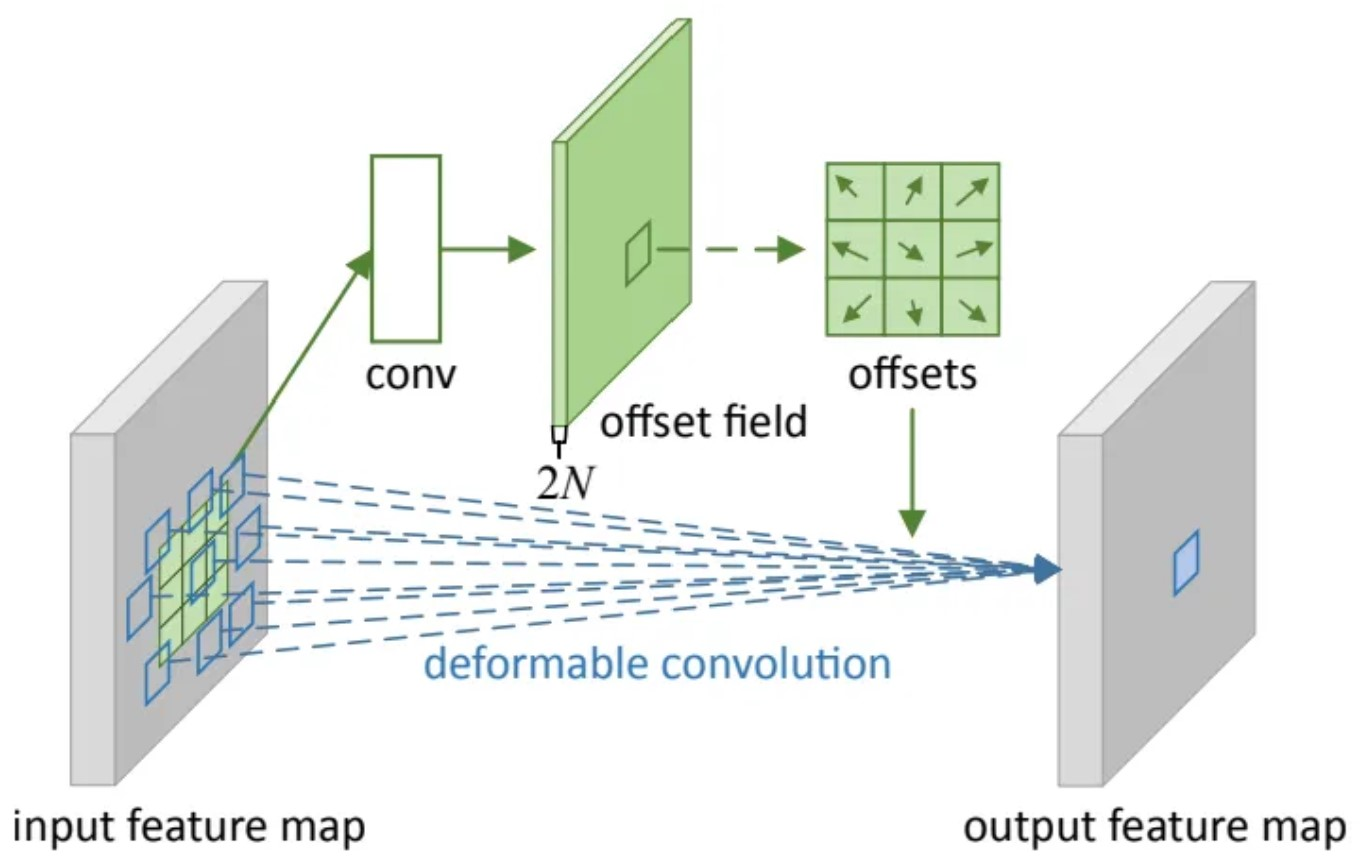 conv
offset field
2N
offsets
deformable convolution
input feature map
output feature map